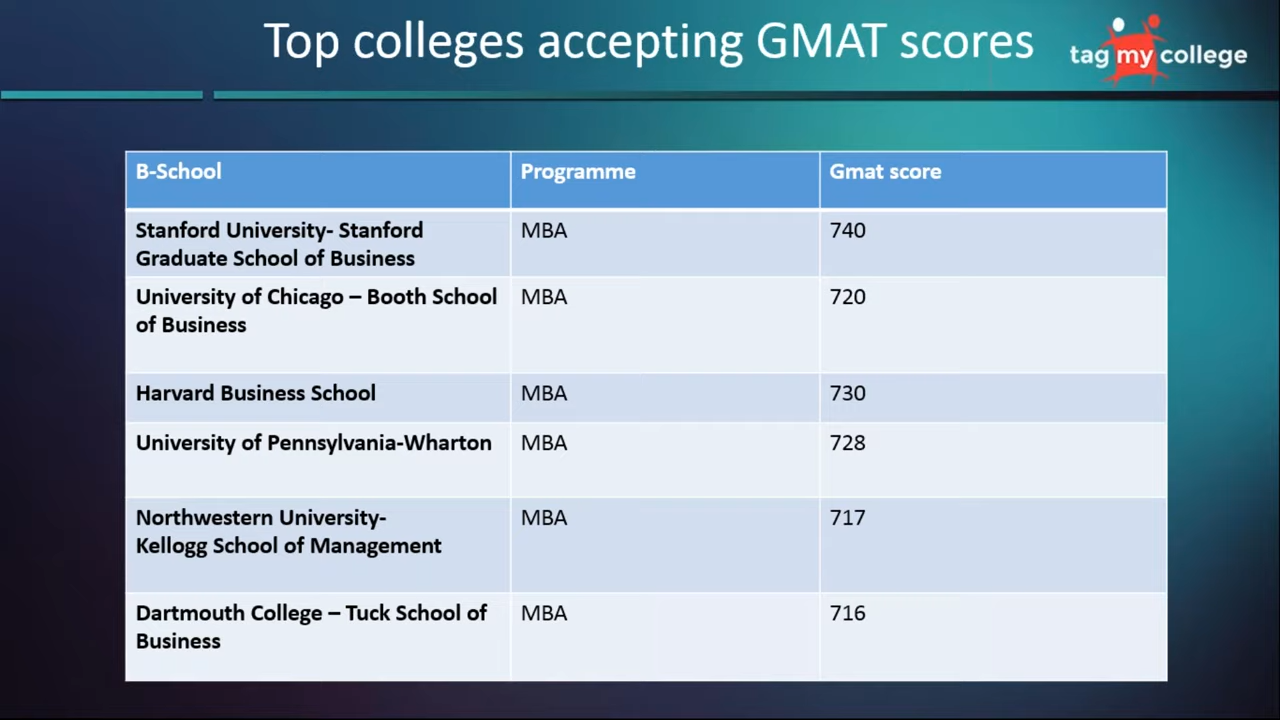 Top colleges accepting GMAT scores
tag my college
B-School Programme Gmat score
Stanford University- Stanford MBA 740
Graduate School of Business
University of Chicago – Booth School MBA 720
of Business
Harvard Business School MBA 730
University of Pennsylvania-Wharton MBA 728
Northwestern University- MBA 717
Kellogg School of Management
Dartmouth College – Tuck School of MBA 716
Business